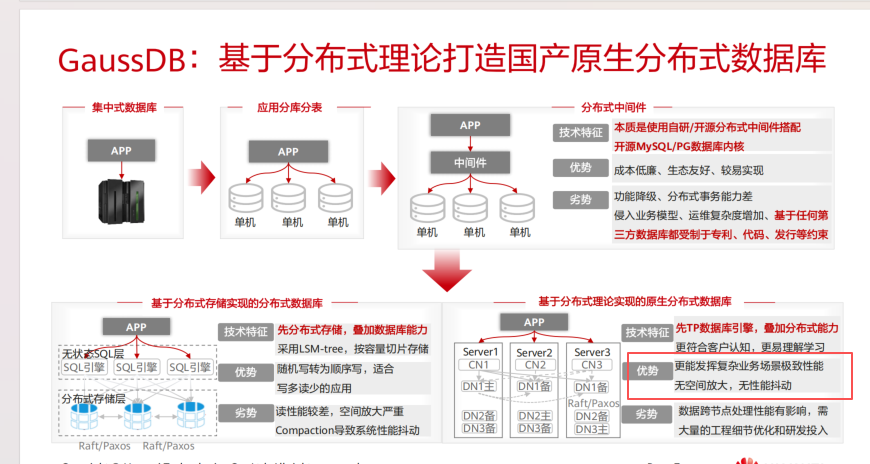 GaussDB：基于分布式理论打造国产原生分布式数据库
集中式数据库
APP
应用分库分表
APP
单机 单机 单机
分布式中间件
APP
中间件
单机 单机 单机
技术特征
本质是使用自研/开源分布式中间件搭配
开源MySQL/PG数据库内核
优势
成本低廉、生态友好、较易实现
劣势
功能降级、分布式事务能力差
侵入业务模型、运维复杂度增加、基于任何第
三方数据库都受制于专利、代码、发行等约束
基于分布式存储实现的分布式数据库
APP
无状态SQL层
SQL引擎 SQL引擎 SQL引擎
分布式存储层
Raft/Paxos Raft/Paxos
技术特征
先分布式存储，叠加数据库能力
采用LSM-tree，按容量切片存储
优势
随机写转为顺序写，适合
写多读少的应用
劣势
读性能较差，空间放大严重
Compaction导致系统性能抖动
基于分布式理论实现的原生分布式数据库
APP
Server1 Server2 Server3
CN1 CN2 CN3
DN1主 DN1备 DN1备
Raft/Paxos
DN2备 DN2主 DN2备
DN3备 DN3备 DN3主
技术特征
先TP数据库引擎，叠加分布式能力
更符合客户认知，更易理解学习
优势
更能发挥复杂业务场景极致性能
无空间放大，无性能抖动
劣势
数据跨节点处理性能有影响，需
大量的工程细节优化和研发投入